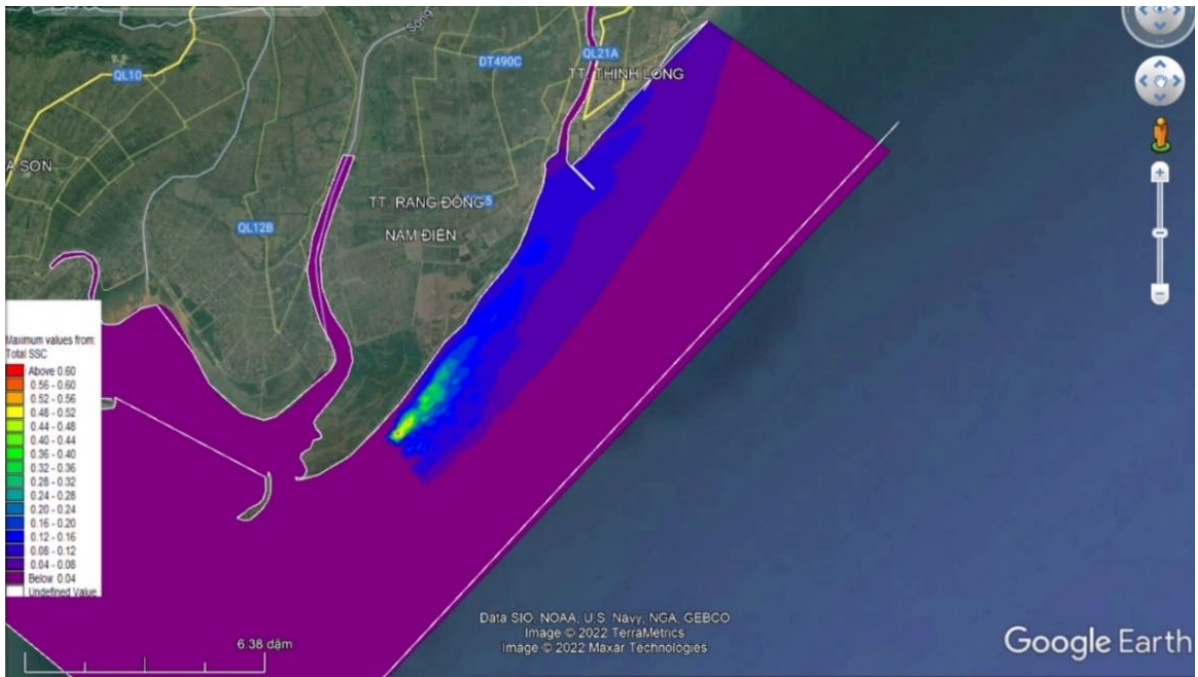 Song
QL10
DT490C
QL21A
TT. THỊNH LONG
A SON
TT. RẠNG ĐÔNG
5
QL12B
NAM ĐIỀN
Maximum values from:
Total SSC
Above 0.60
0.56 - 0.60
0.52 - 0.56
0.48 - 0.52
0.44 - 0.48
0.40 - 0.44
0.36 - 0.40
0.32 - 0.36
0.28 - 0.32
0.24 - 0.28
0.20 - 0.24
0.16 - 0.20
0.12 - 0.16
0.08 - 0.12
0.04 - 0.08
Below 0.04
Undefined Value
6.38 dặm
Data SIO, NOAA, U.S. Navy, NGA, GEBCO
Image © 2022 TerraMetrics
Image © 2022 Maxar Technologies
Google Earth